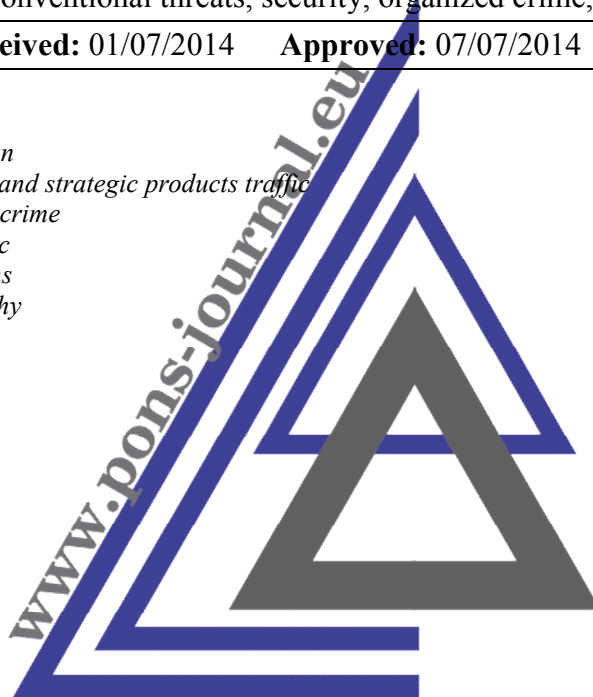 onventional threats, security, organized crime,
eived: 01/07/2014 Approved: 07/07/2014
n
and strategic products traffic
crime
c
s
hy
www.pons-journal.eu